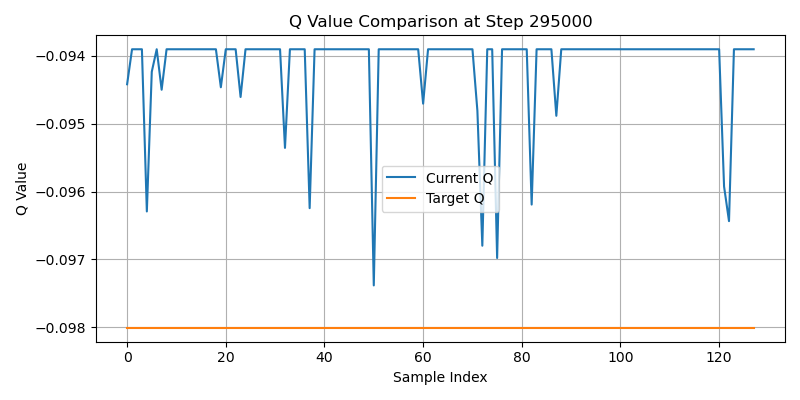 Q Value Comparison at Step 295000
Q Value
−0.094
−0.095
−0.096
−0.097
−0.098
Current Q
Target Q
0 20 40 60 80 100 120
Sample Index